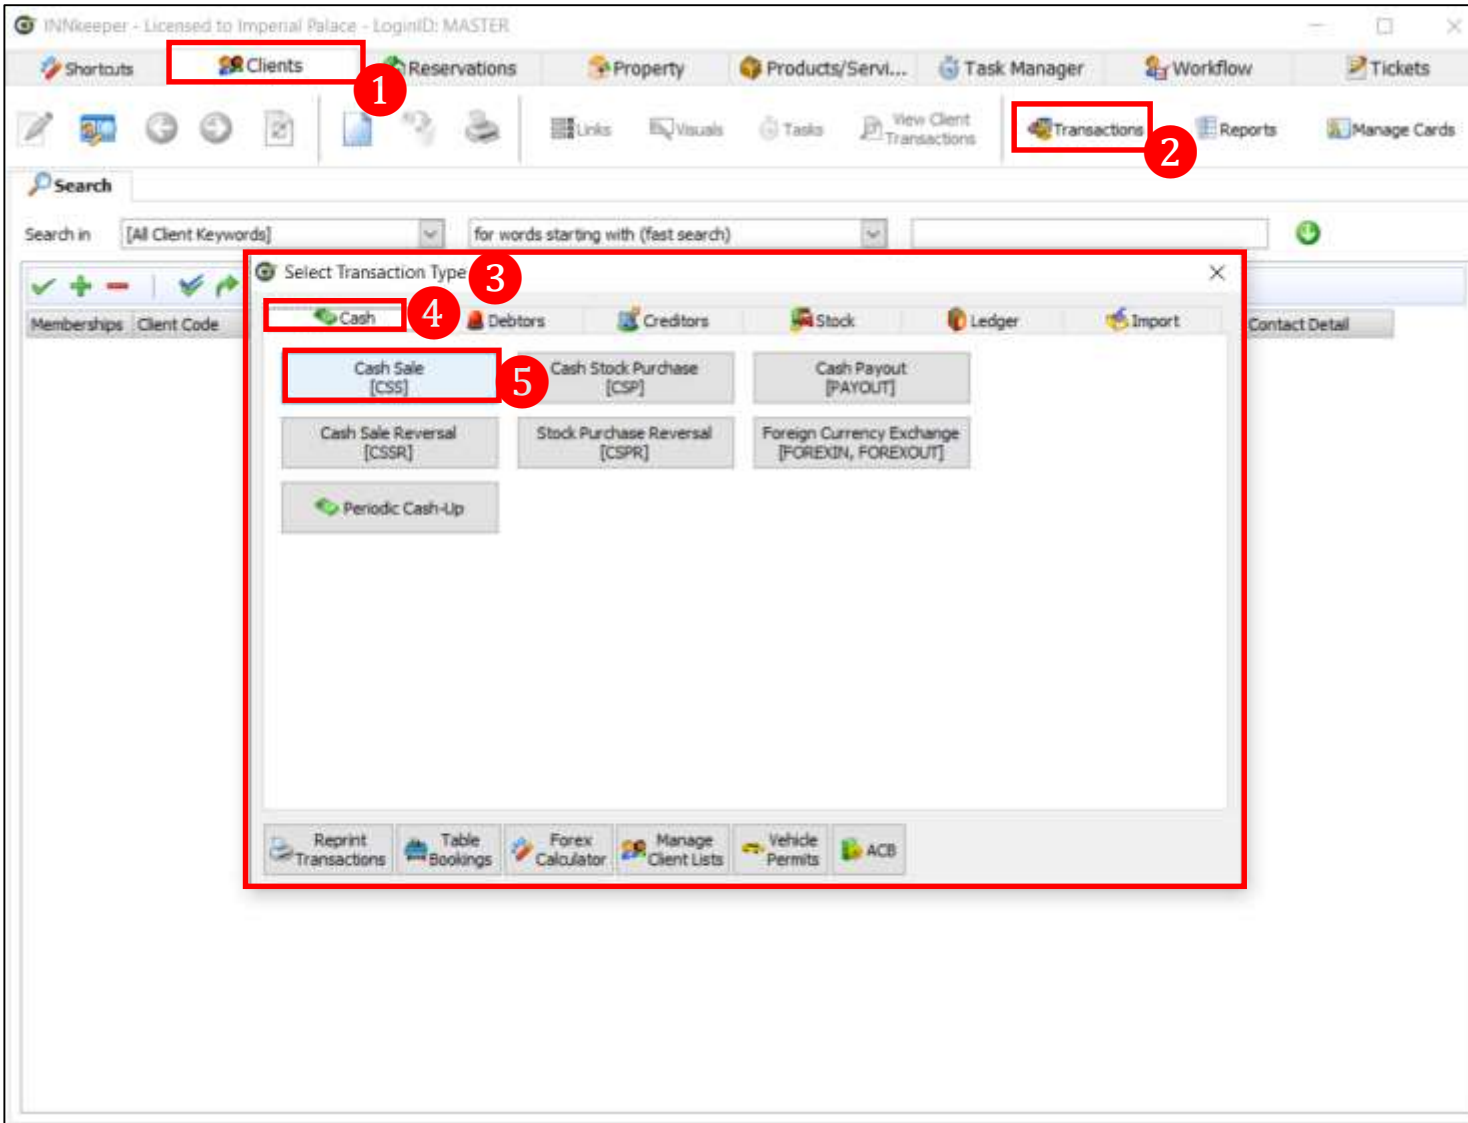 INNkeeper - Licensed to Imperial Palace - LoginID: MASTER
Shortcuts Clients Reservations Property Products/Servi... Task Manager Workflow Tickets
1
Links Visuals Tasks View Client Transactions Transactions Reports Manage Cards
2
Search
Search in [All Client Keywords] for words starting with (fast search)
Select Transaction Type 3
Memberships Client Code Contact Detail
Cash 4 Debtors Creditors Stock Ledger Import
Cash Sale [CSS] 5 Cash Stock Purchase [CSP] Cash Payout [PAYOUT]
Cash Sale Reversal [CSSR] Stock Purchase Reversal [CSPR] Foreign Currency Exchange [FOREXIN, FOREXOUT]
Periodic Cash-Up
Reprint Transactions Table Bookings Forex Calculator Manage Client Lists Vehicle Permits ACB